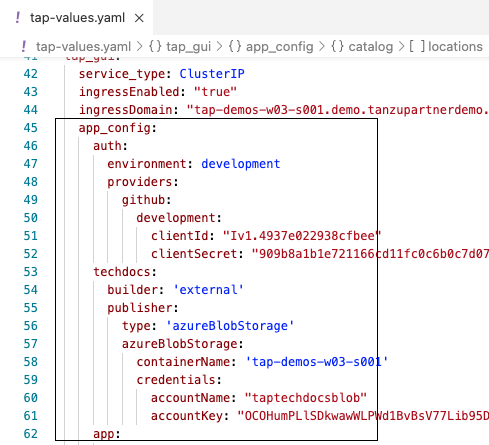 tap-values.yaml ×
tap-values.yaml > {} tap_gui > {} app_config > {} catalog > [ ] locations
41 tap_gui:
42 service_type: ClusterIP
43 ingressEnabled: "true"
44 ingressDomain: "tap-demos-w03-s001.demo.tanzupartnerdemo.
45 app_config:
46 auth:
47 environment: development
48 providers:
49 github:
50 development:
51 clientId: "Iv1.4937e022938cfbee"
52 clientSecret: "909b8a1b1e721166cd11fc0c6b0c7d07
53 techdocs:
54 builder: 'external'
55 publisher:
56 type: 'azureBlobStorage'
57 azureBlobStorage:
58 containerName: 'tap-demos-w03-s001'
59 credentials:
60 accountName: "taptechdocsblob"
61 accountKey: "OCOHumPLlSDkwawWLPWd1BvBsV77Lib95D
62 app: